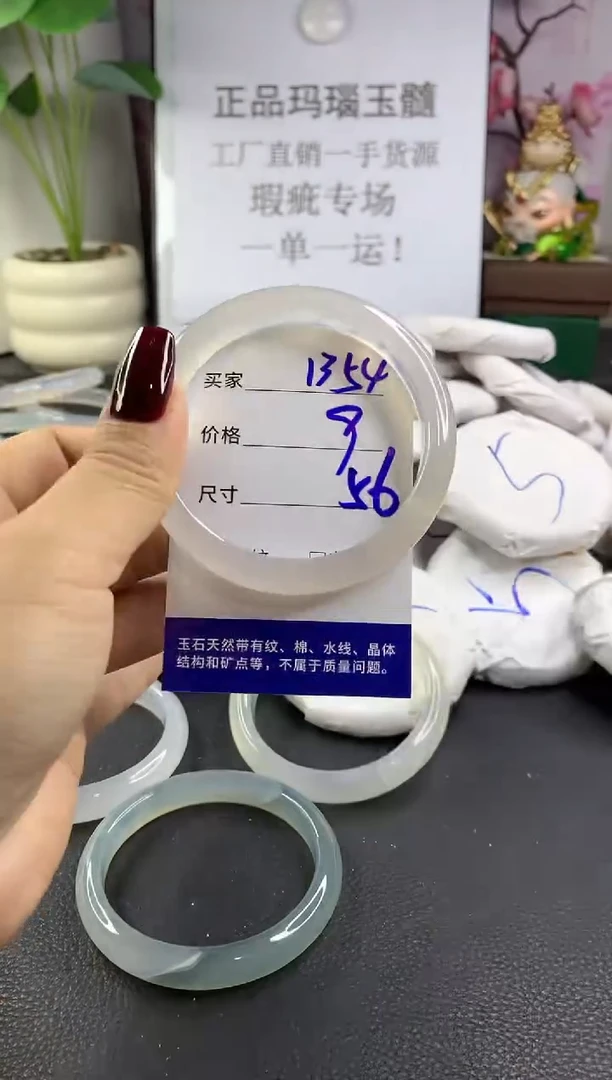 正品玛瑙玉髓
工厂直销一手货源
瑕疵专场
一单一运！
买家 1354
价格 9
尺寸 56
玉石天然带有纹、棉、水线、晶体
结构和矿点等，不属于质量问题。
5
5